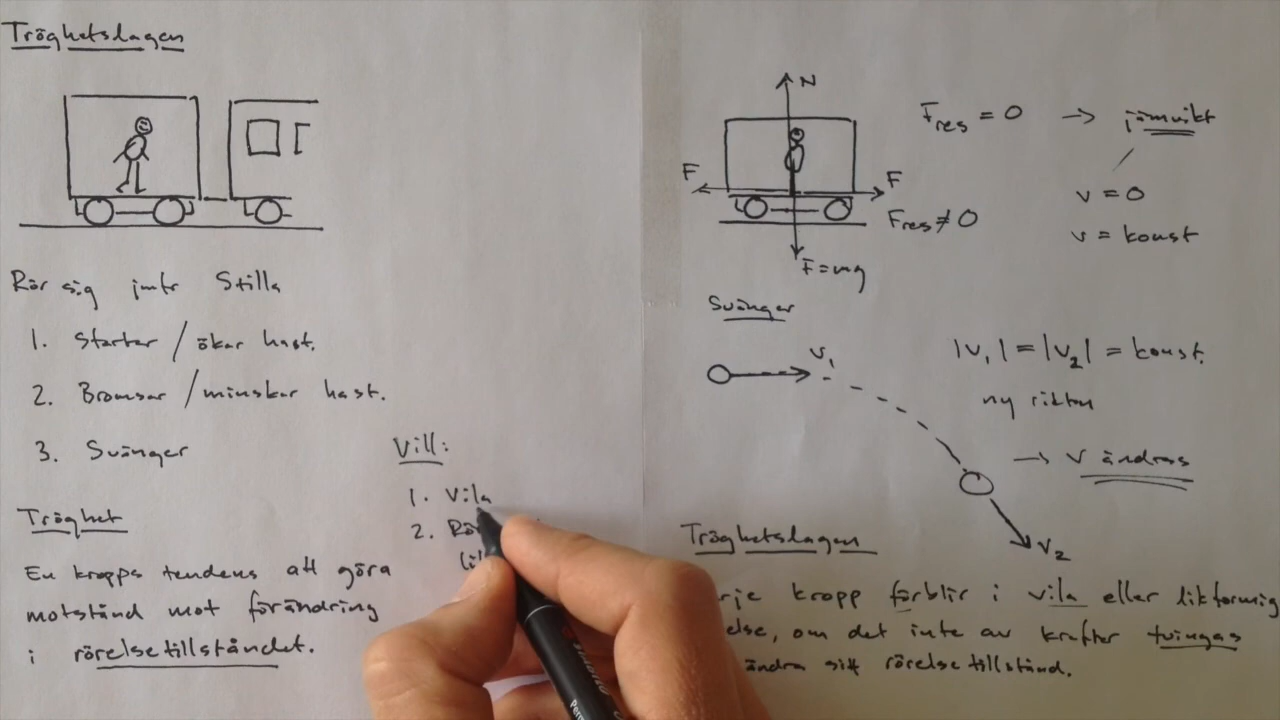 Tröghetslagen
Rör sig inte Stilla
1. Startar / ökar hast.
2. Bromsar / minskar hast.
3. Svänger
Tröghet
En kropps tendens att göra
motstånd mot förändring
i rörelsetillståndet.
Vill:
1. Vila
2.
N
F
F
F = mg
Fres = 0 → jämvikt
v = 0
v = konst
Fres ≠ 0
Svänger
v₁
|v₁| = |v₂| = konst.
ny riktn
→ v ändras
v₂
Tröghetslagen
kropp förblir i vila eller likformig
om det inte av krafter tvingas
ändra sitt rörelsetillstånd.